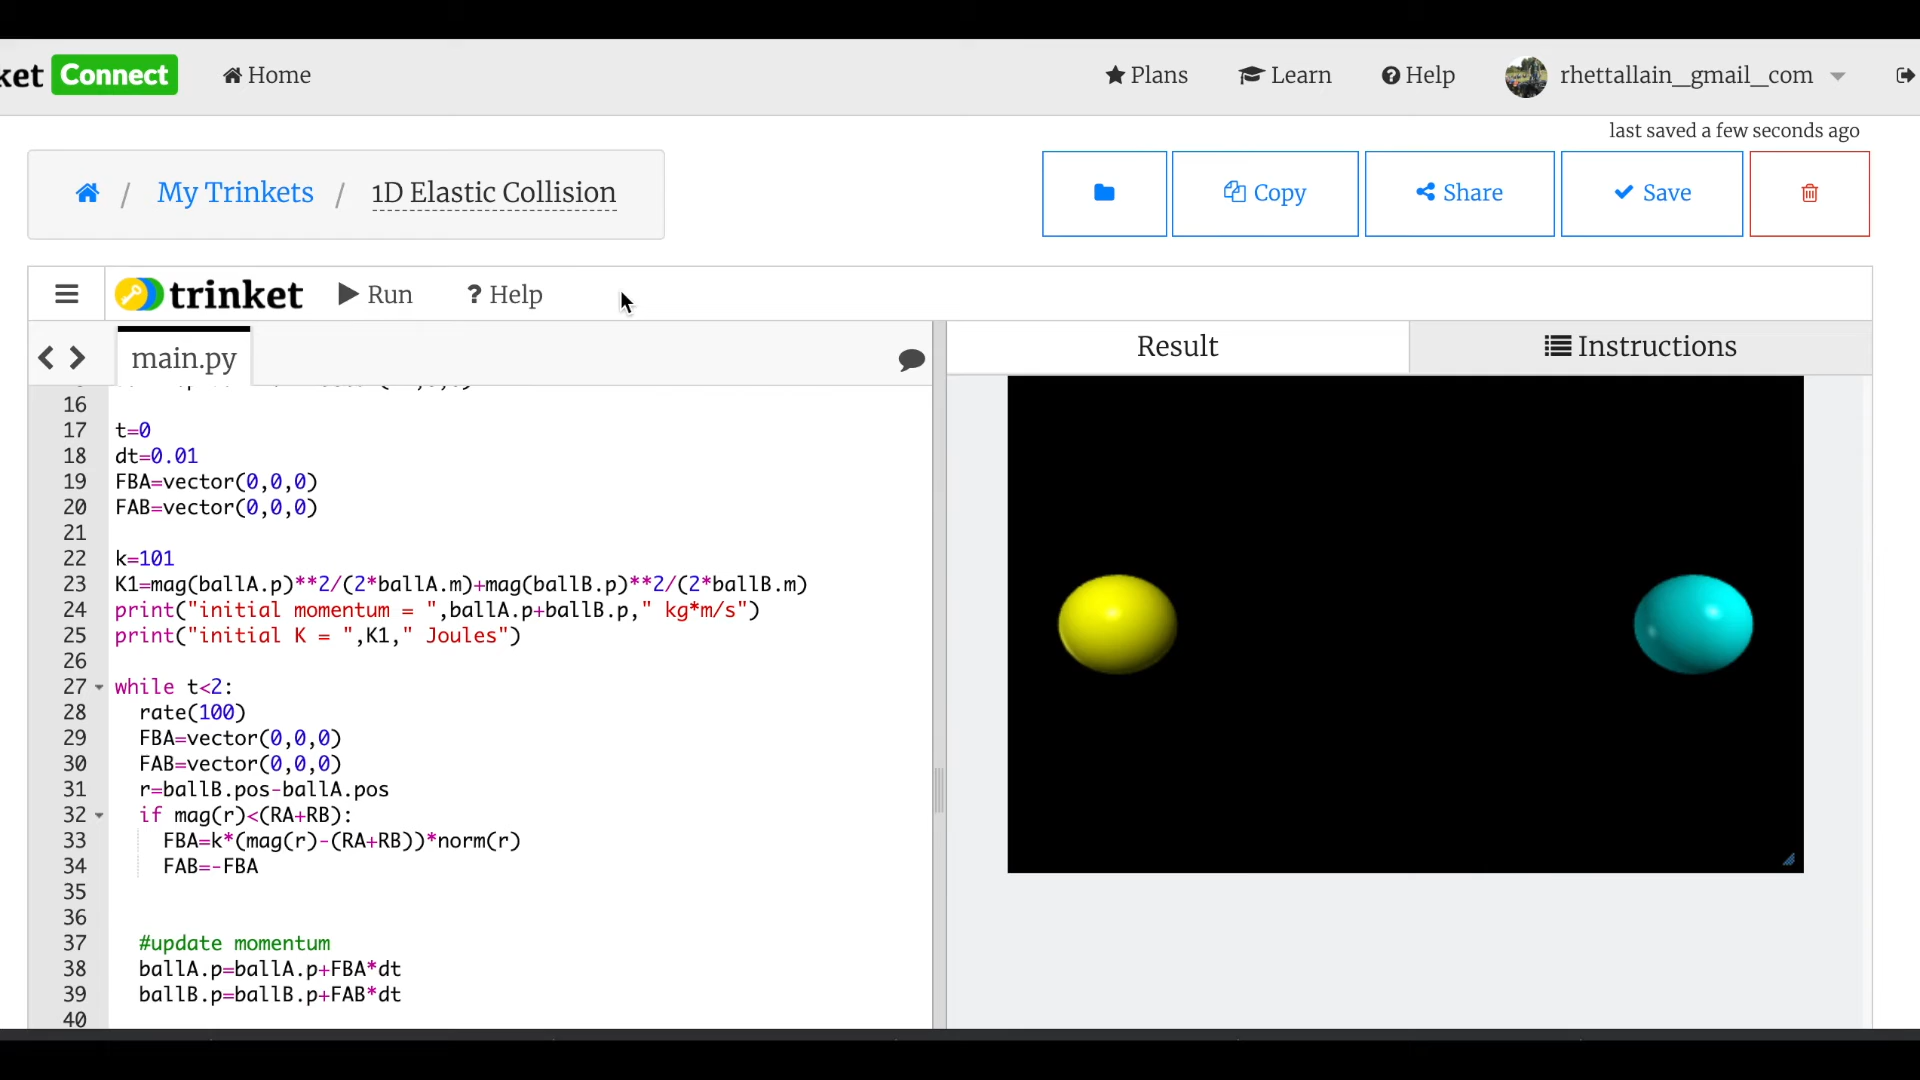 ket Connect Home Plans Learn Help rhettallain_gmail_com
last saved a few seconds ago
/ My Trinkets / 1D Elastic Collision Copy Share Save
trinket Run ? Help
main.py Result Instructions
16
17 t=0
18 dt=0.01
19 FBA=vector(0,0,0)
20 FAB=vector(0,0,0)
21
22 k=101
23 K1=mag(ballA.p)**2/(2*ballA.m)+mag(ballB.p)**2/(2*ballB.m)
24 print("initial momentum = ",ballA.p+ballB.p," kg*m/s")
25 print("initial K = ",K1," Joules")
26
27 while t<2:
28 rate(100)
29 FBA=vector(0,0,0)
30 FAB=vector(0,0,0)
31 r=ballB.pos-ballA.pos
32 if mag(r)<(RA+RB):
33 FBA=k*(mag(r)-(RA+RB))*norm(r)
34 FAB=-FBA
35
36
37 #update momentum
38 ballA.p=ballA.p+FBA*dt
39 ballB.p=ballB.p+FAB*dt
40